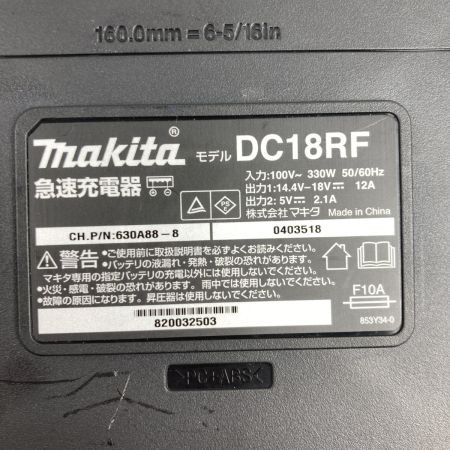 160.0mm = 6-5/16in
makita® モデル DC18RF
急速充電器
入力:100V～ 330W 50/60Hz
出力1:14.4V-18V⎓ 12A
出力2: 5V⎓ 2.1A
株式会社マキタ Made in China
PS E
CH.P/N:630A88-8
0403518
警告
•ご使用前に取扱説明書を必ずよくお読みください。
•バッテリの液漏れ・発熱・破裂の恐れがあります。
マキタ専用の指定バッテリの充電以外には使用しないでください。
•火災・感電の恐れがあります。雨中では使用しないでください。
•故障の原因になります。昇圧器は使用しないでください。
820032503
F10A
853Y34-0
>PC+ABS<